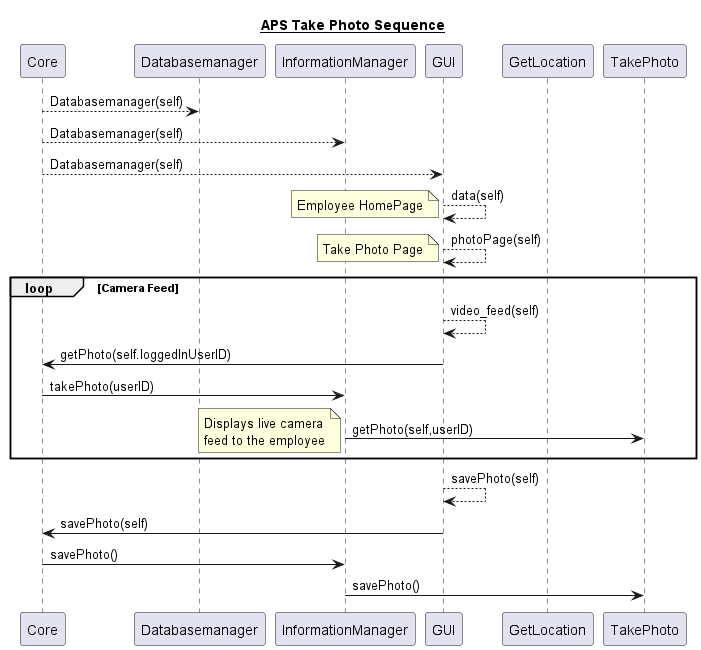 APS Take Photo Sequence
Core Databasemanager InformationManager GUI GetLocation TakePhoto
Databasemanager(self)
Databasemanager(self)
Databasemanager(self)
Employee HomePage data(self)
Take Photo Page photoPage(self)
loop [Camera Feed]
video_feed(self)
getPhoto(self.loggedInUserID)
takePhoto(userID)
Displays live camera
feed to the employee
getPhoto(self,userID)
savePhoto(self)
savePhoto(self)
savePhoto()
savePhoto()
Core Databasemanager InformationManager GUI GetLocation TakePhoto